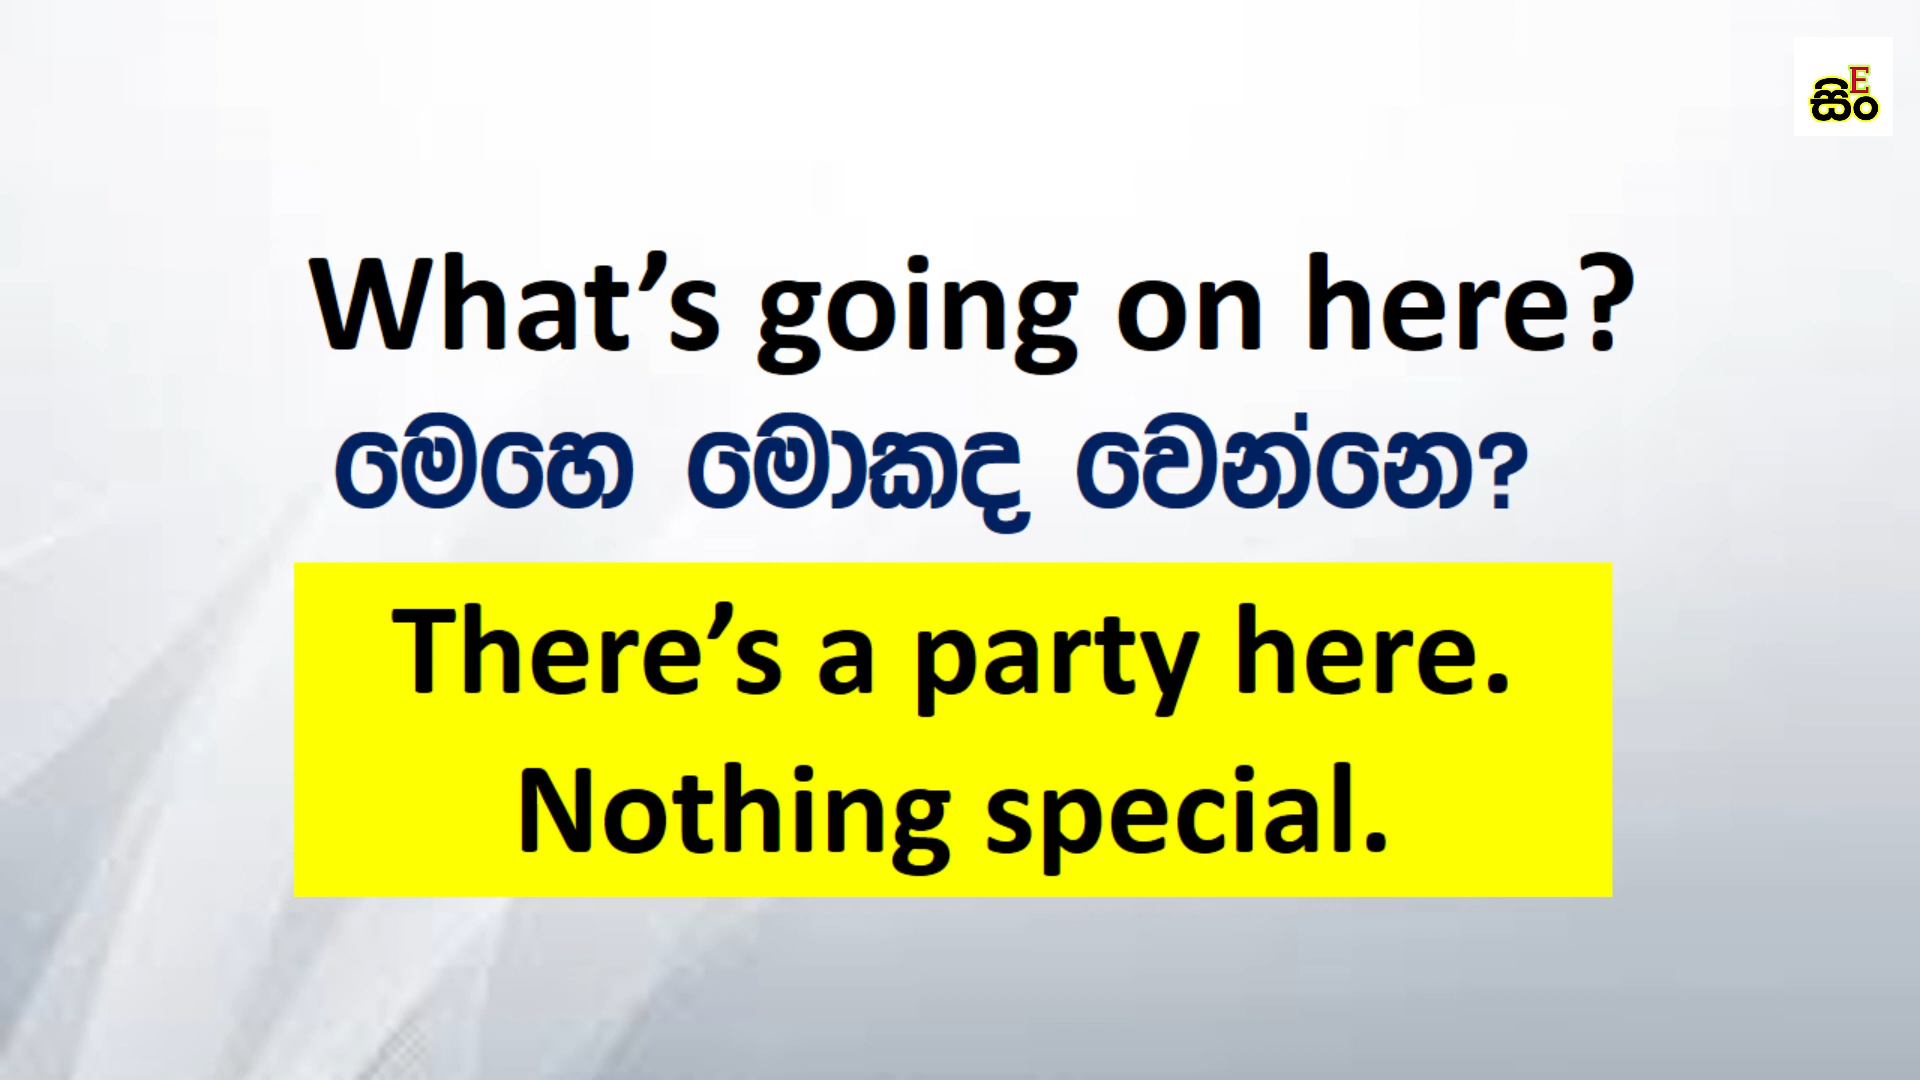 E
සිං
What’s going on here?
මෙහෙ මොකද වෙන්නෙ?
There’s a party here.
Nothing special.